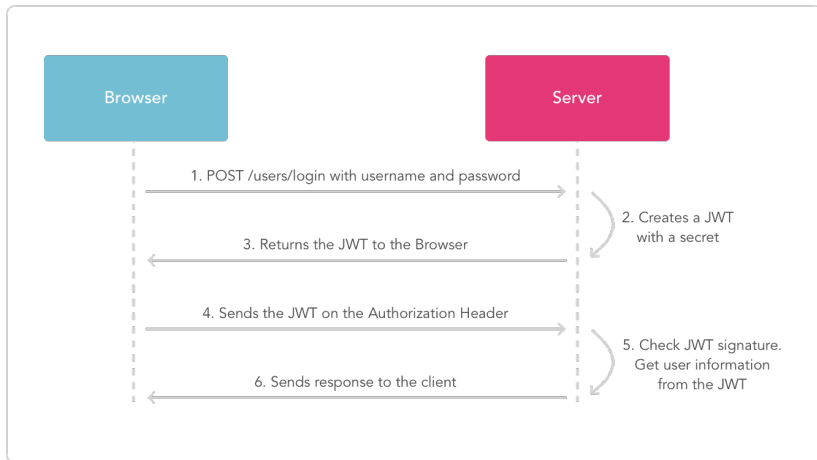 Browser
Server
1. POST /users/login with username and password
2. Creates a JWT
with a secret
3. Returns the JWT to the Browser
4. Sends the JWT on the Authorization Header
5. Check JWT signature.
Get user information
from the JWT
6. Sends response to the client